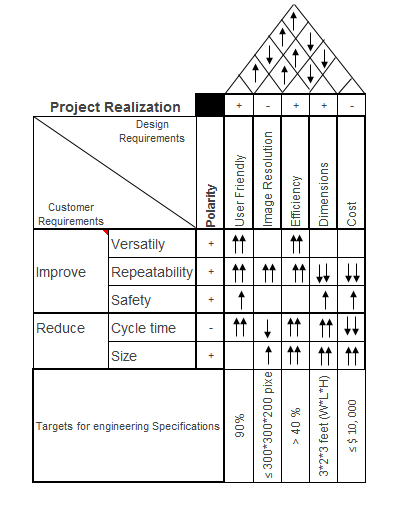 Project Realization + - + + -
Design
Requirements
Customer
Requirements
Polarity
User Friendly
Image Resolution
Efficiency
Dimensions
Cost
Improve
Versatily +
Repeatability +
Safety +
Reduce
Cycle time -
Size +
Targets for engineering Specifications
90%
≤ 300*300*200 pixe
> 40 %
3*2*3 feet (W*L*H)
≤ $ 10, 000